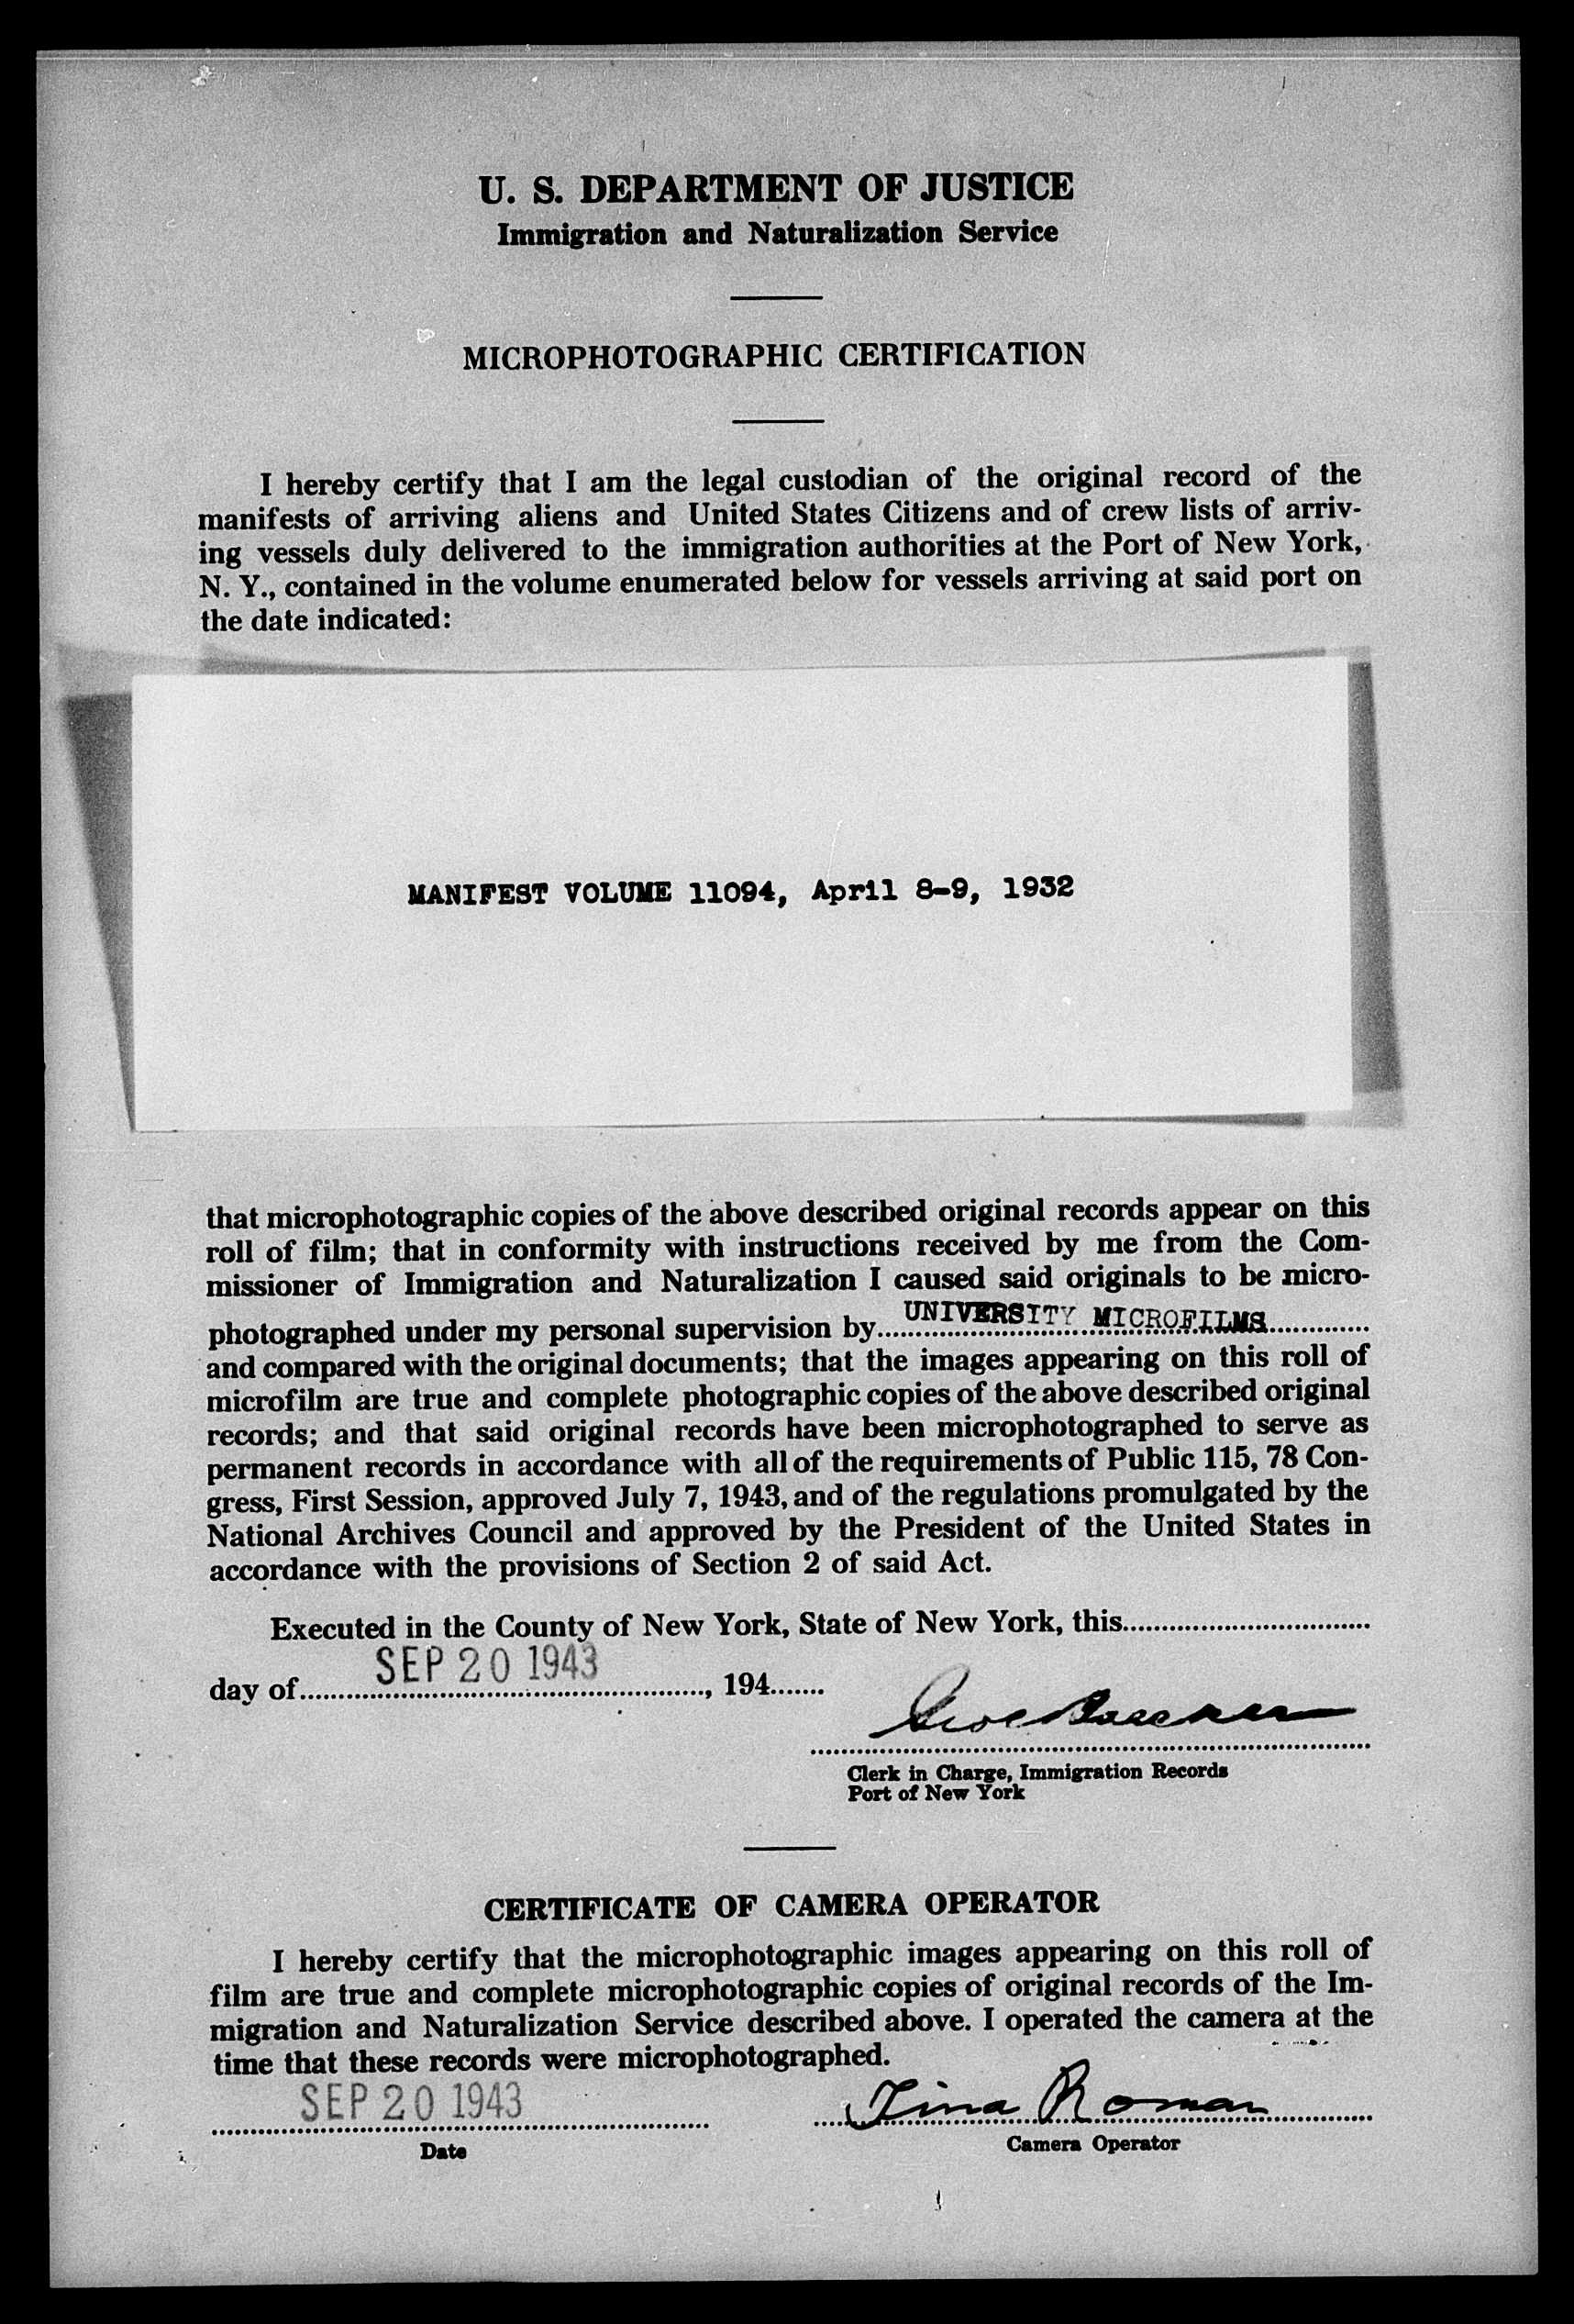 U. S. DEPARTMENT OF JUSTICE
Immigration and Naturalization Service
MICROPHOTOGRAPHIC CERTIFICATION
I hereby certify that I am the legal custodian of the original record of the
manifests of arriving aliens and United States Citizens and of crew lists of arriv-
ing vessels duly delivered to the immigration authorities at the Port of New York,
N. Y., contained in the volume enumerated below for vessels arriving at said port on
the date indicated:
MANIFEST VOLUME 11094, April 8-9, 1932
that microphotographic copies of the above described original records appear on this
roll of film; that in conformity with instructions received by me from the Com-
missioner of Immigration and Naturalization I caused said originals to be micro-
photographed under my personal supervision by UNIVERSITY MICROFILMS
and compared with the original documents; that the images appearing on this roll of
microfilm are true and complete photographic copies of the above described original
records; and that said original records have been microphotographed to serve as
permanent records in accordance with all of the requirements of Public 115, 78 Con-
gress, First Session, approved July 7, 1943, and of the regulations promulgated by the
National Archives Council and approved by the President of the United States in
accordance with the provisions of Section 2 of said Act.
Executed in the County of New York, State of New York, this
day of SEP 20 1943, 194
Clerk in Charge, Immigration Records
Port of New York
CERTIFICATE OF CAMERA OPERATOR
I hereby certify that the microphotographic images appearing on this roll of
film are true and complete microphotographic copies of original records of the Im-
migration and Naturalization Service described above. I operated the camera at the
time that these records were microphotographed.
SEP 20 1943 Tina Roman
Date Camera Operator